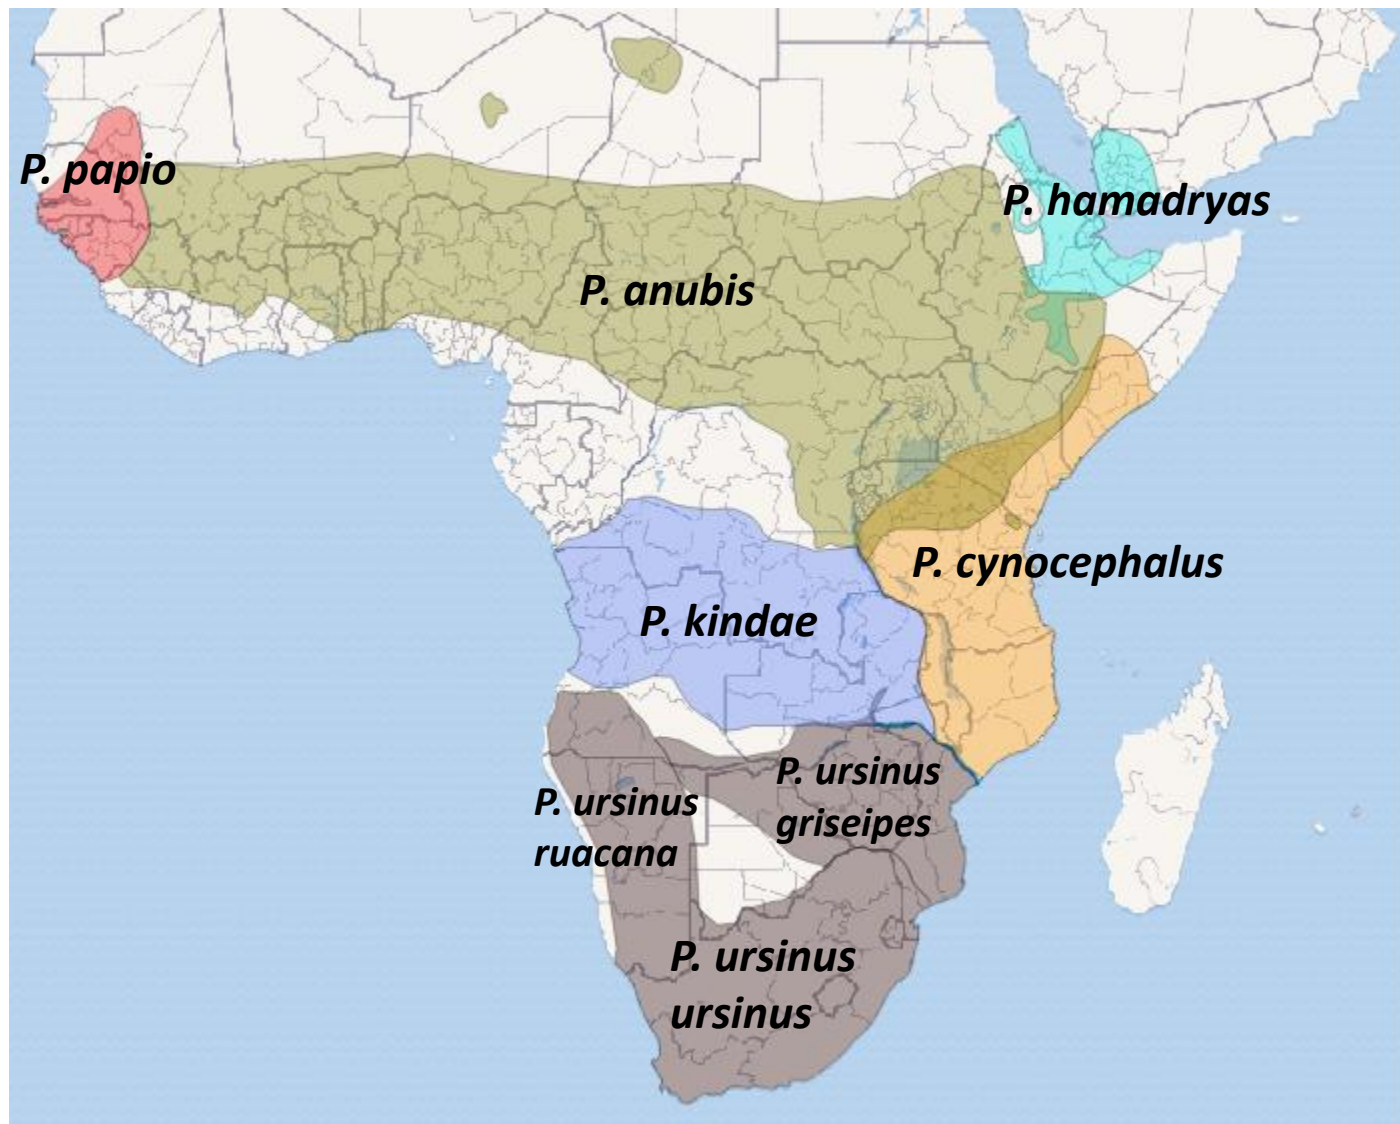 P. papio
P. hamadryas
P. anubis
P. cynocephalus
P. kindae
P. ursinus
griseipes
P. ursinus
ruacana
P. ursinus
ursinus